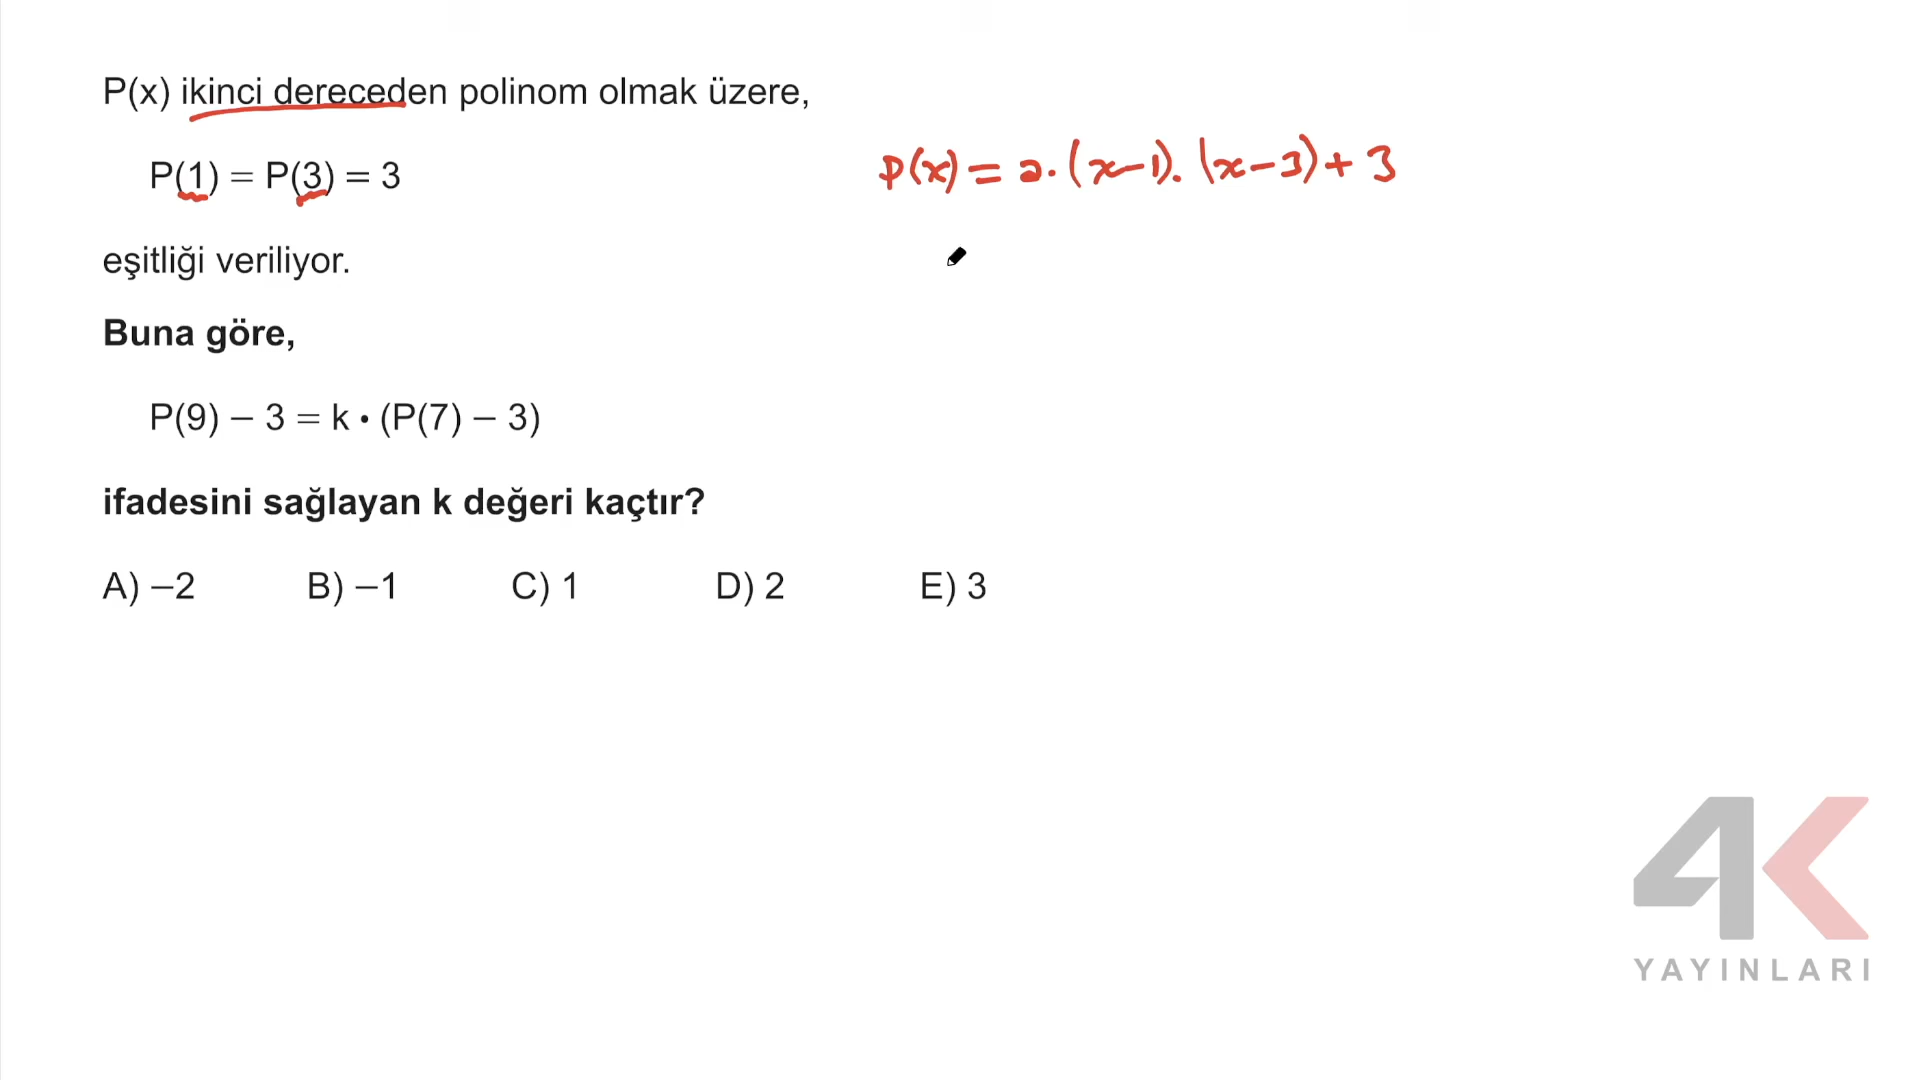 P(x) ikinci dereceden polinom olmak üzere,
P(1) = P(3) = 3
P(x) = a.(x-1).(x-3)+3
eşitliği veriliyor.
Buna göre,
P(9) – 3 = k • (P(7) – 3)
ifadesini sağlayan k değeri kaçtır?
A) –2 B) –1 C) 1 D) 2 E) 3
4K
YAYINLARI